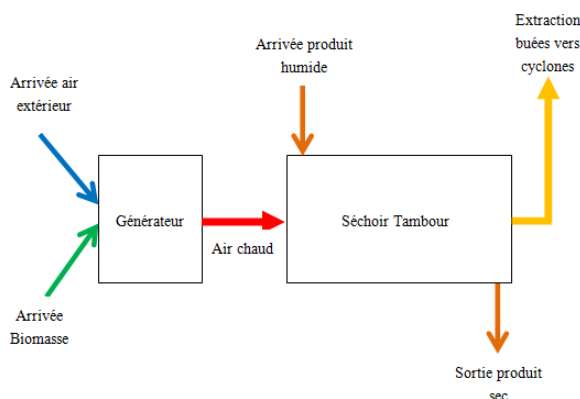 Extraction
buées vers
cyclones
Arrivée produit
humide
Arrivée air
extérieur
Générateur
Séchoir Tambour
Air chaud
Arrivée
Biomasse
Sortie produit
sec